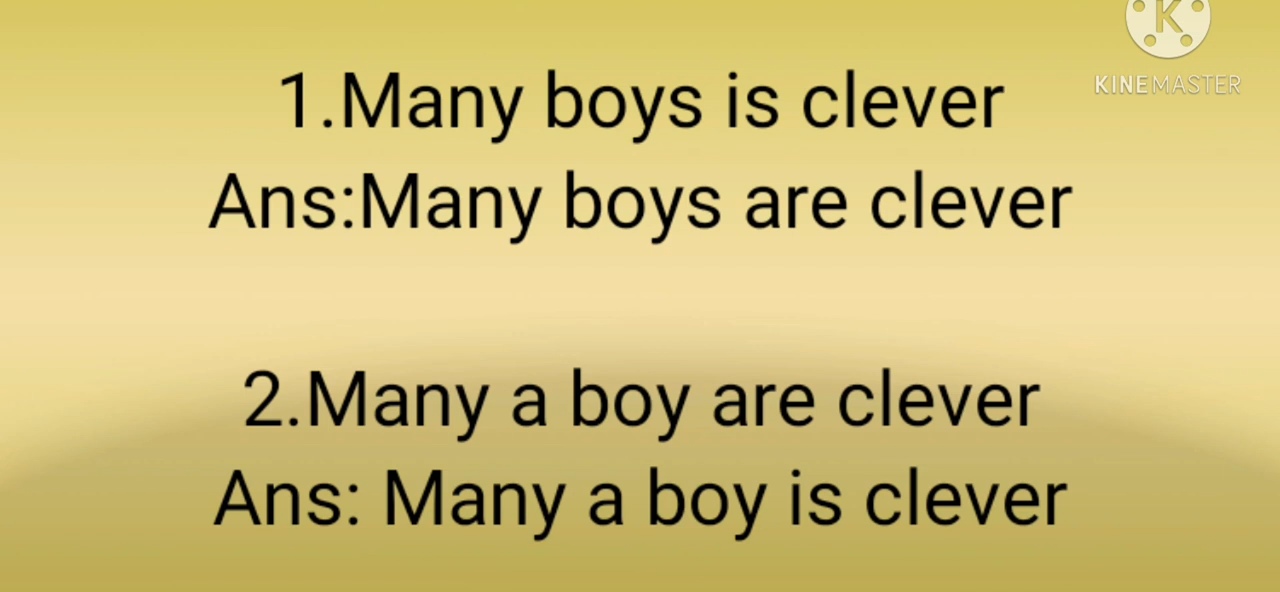 K
KINEMASTER
1.Many boys is clever
Ans:Many boys are clever
2.Many a boy are clever
Ans: Many a boy is clever